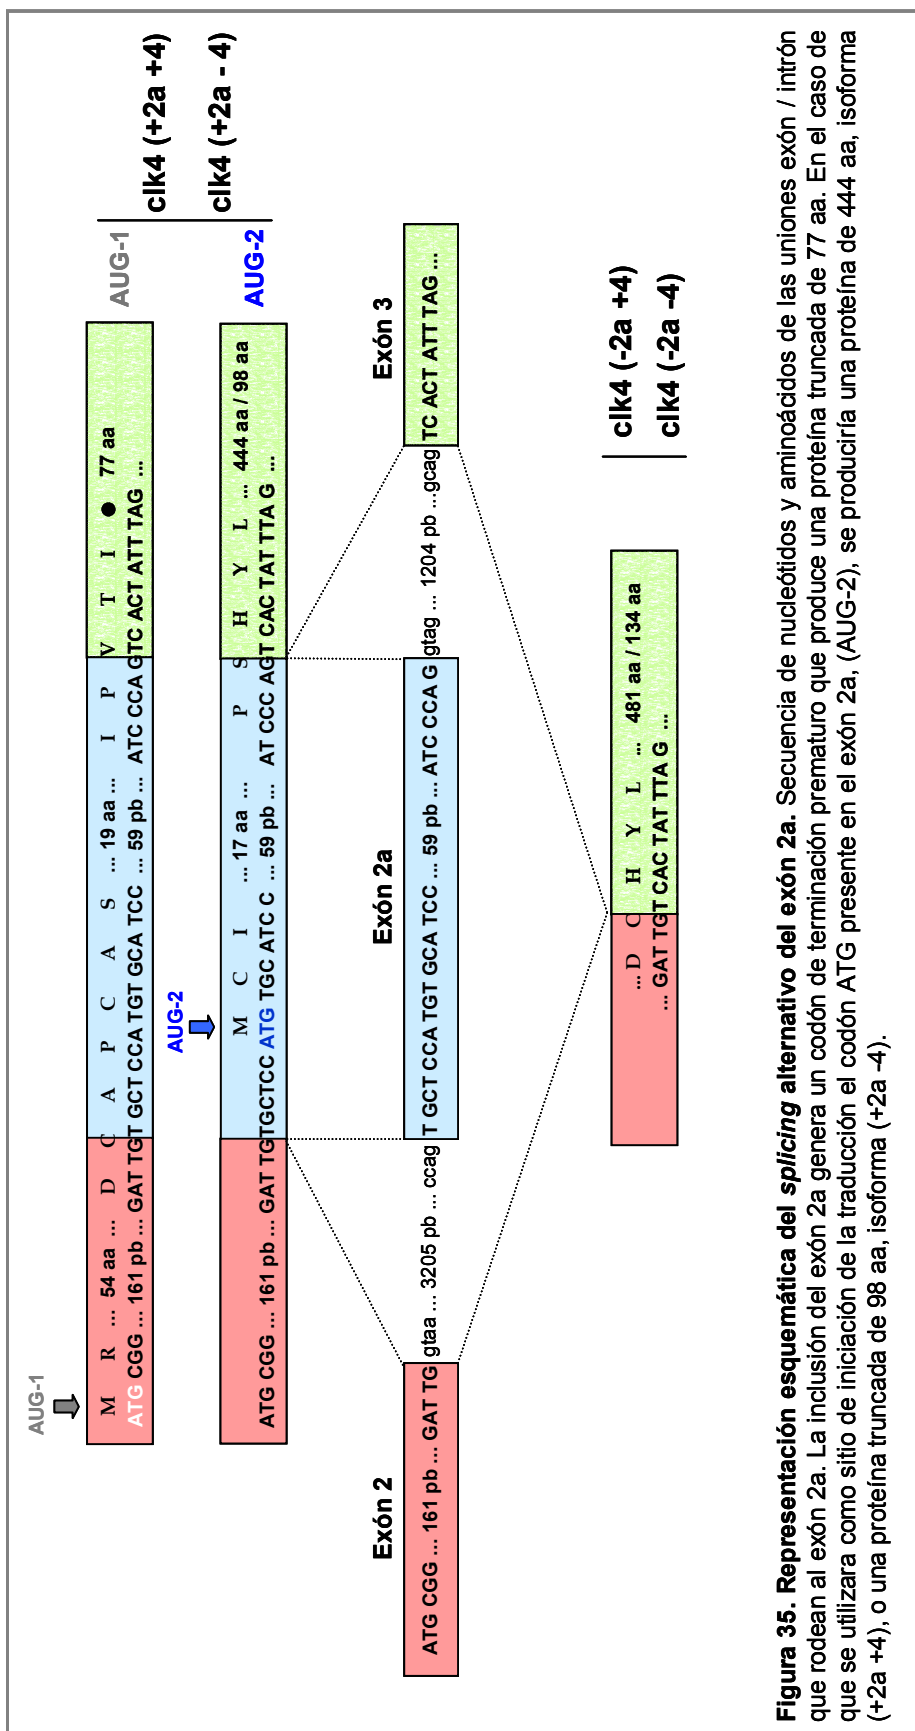 AUG-1
M R ... 54 aa ... D C A P C A S ... 19 aa ... I P V T I ● 77 aa
ATG CGG ... 161 pb ... GAT TGT GCT CCA TGT GCA TCC ... 59 pb ... ATC CCA GTC ACT ATT TAG ...
AUG-1
clk4 (+2a +4)
clk4 (+2a - 4)
AUG-2
M C I ... 17 aa ... P S H Y L ... 444 aa / 98 aa
ATG CGG ... 161 pb ... GAT TGTGCTCC ATG TGC ATC C ... 59 pb ... AT CCC AGT CAC TAT TTA G ...
AUG-2
Exón 2
Exón 2a
Exón 3
ATG CGG ... 161 pb ... GAT TG gtaa ... 3205 pb ... ccag T GCT CCA TGT GCA TCC ... 59 pb ... ATC CCA G gtag ... 1204 pb ...gcag TC ACT ATT TAG ...
... D C H Y L ... 481 aa / 134 aa
... GAT TGT CAC TAT TTA G ...
clk4 (-2a +4)
clk4 (-2a -4)
Figura 35. Representación esquemática del splicing alternativo del exón 2a. Secuencia de nucleótidos y aminoácidos de las uniones exón / intrón
que rodean al exón 2a. La inclusión del exón 2a genera un codón de terminación prematuro que produce una proteína truncada de 77 aa. En el caso de
que se utilizara como sitio de iniciación de la traducción el codón ATG presente en el exón 2a, (AUG-2), se produciría una proteína de 444 aa, isoforma
(+2a +4), o una proteína truncada de 98 aa, isoforma (+2a -4).